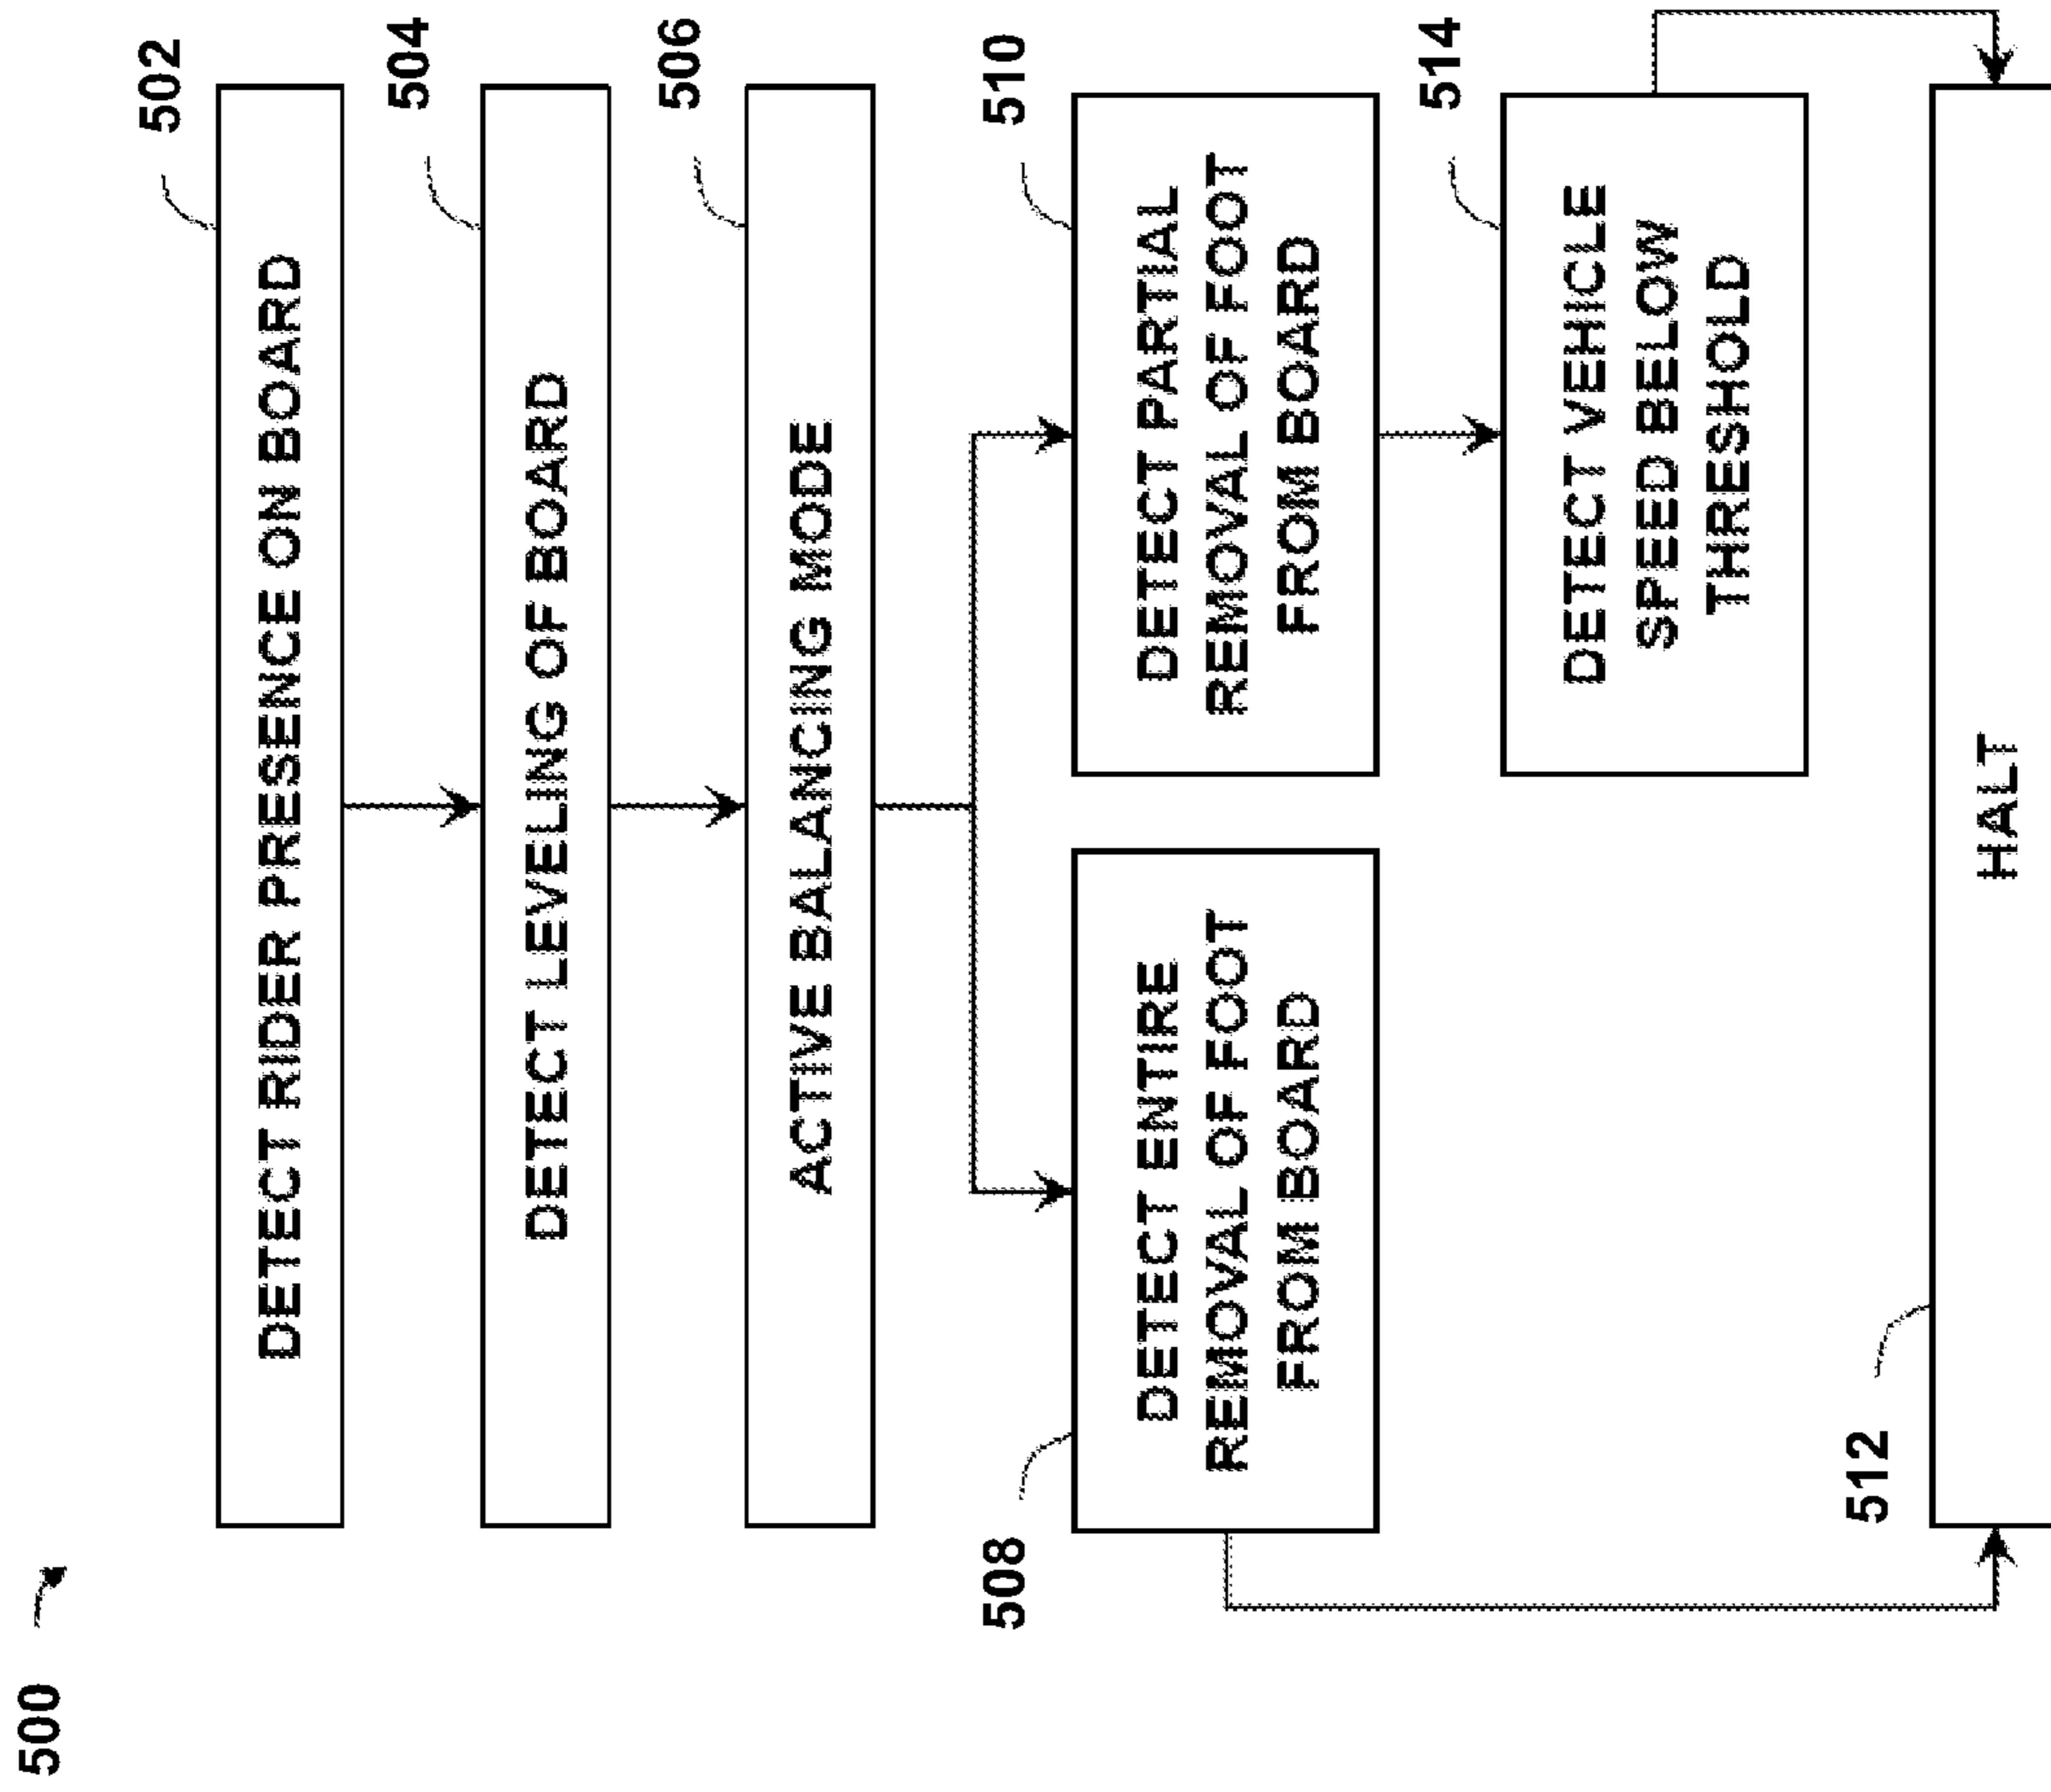 500
502
DETECT RIDER PRESENCE ON BOARD
504
DETECT LEVELING OF BOARD
506
ACTIVE BALANCING MODE
508
DETECT ENTIRE
REMOVAL OF FOOT
FROM BOARD
510
DETECT PARTIAL
REMOVAL OF FOOT
FROM BOARD
514
DETECT VEHICLE
SPEED BELOW
THRESHOLD
512
HALT